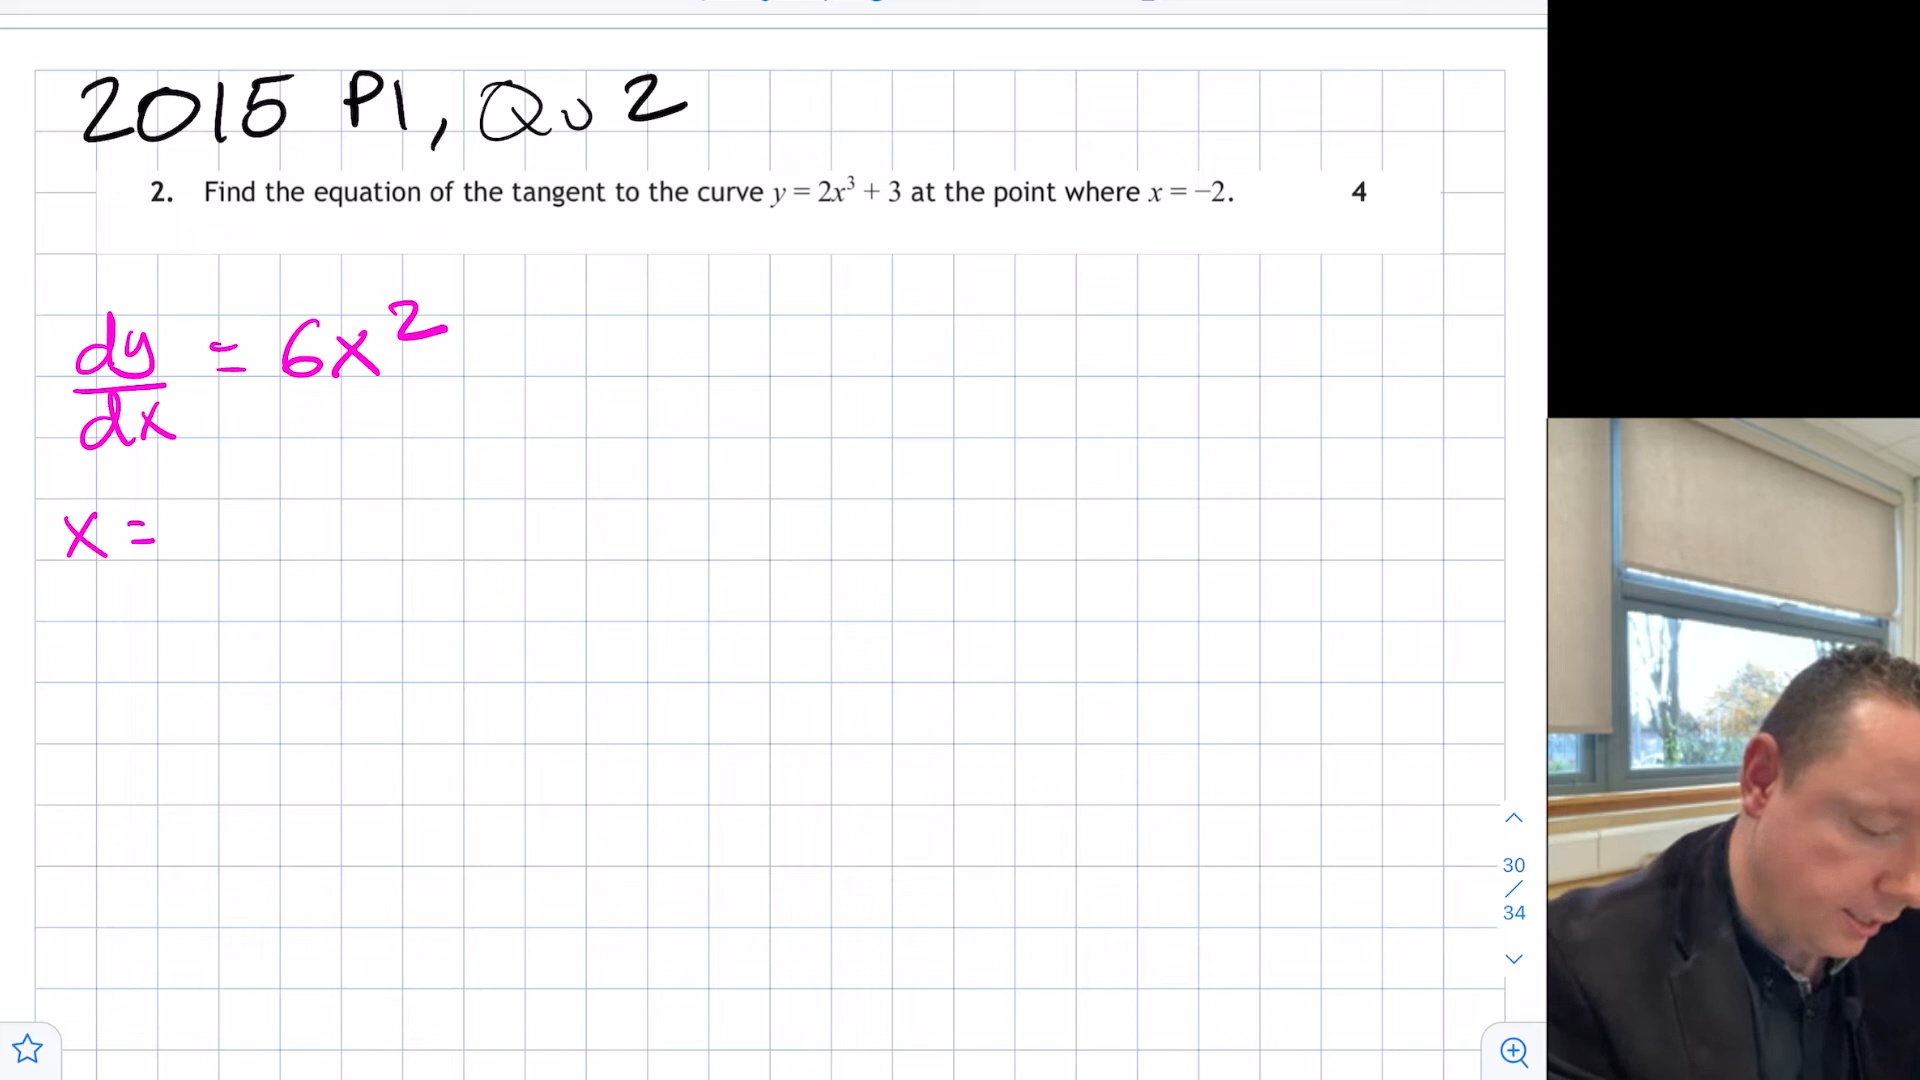 2015 P1, Qu 2
2. Find the equation of the tangent to the curve y = 2x³ + 3 at the point where x = −2. 4
dy/dx = 6x²
x =
30
/
34